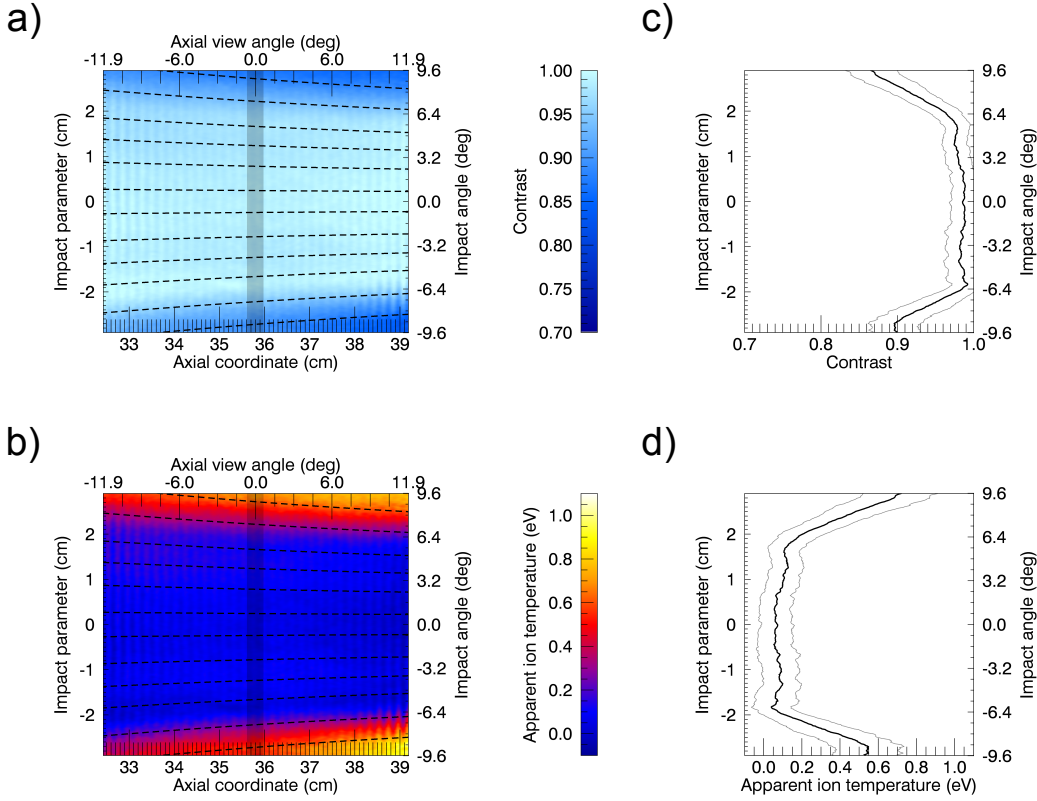 a)
Axial view angle (deg)
-11.9 -6.0 0.0 6.0 11.9
Impact parameter (cm)
2
1
0
-1
-2
9.6
6.4
3.2
0.0
-3.2
-6.4
-9.6
Impact angle (deg)
33 34 35 36 37 38 39
Axial coordinate (cm)
Contrast
1.00
0.95
0.90
0.85
0.80
0.75
0.70
c)
Impact parameter (cm)
2
1
0
-1
-2
9.6
6.4
3.2
0.0
-3.2
-6.4
-9.6
Impact angle (deg)
0.7 0.8 0.9 1.0
Contrast
b)
Axial view angle (deg)
-11.9 -6.0 0.0 6.0 11.9
Impact parameter (cm)
2
1
0
-1
-2
9.6
6.4
3.2
0.0
-3.2
-6.4
-9.6
Impact angle (deg)
33 34 35 36 37 38 39
Axial coordinate (cm)
Apparent ion temperature (eV)
1.0
0.8
0.6
0.4
0.2
0.0
d)
Impact parameter (cm)
2
1
0
-1
-2
9.6
6.4
3.2
0.0
-3.2
-6.4
-9.6
Impact angle (deg)
0.0 0.2 0.4 0.6 0.8 1.0
Apparent ion temperature (eV)